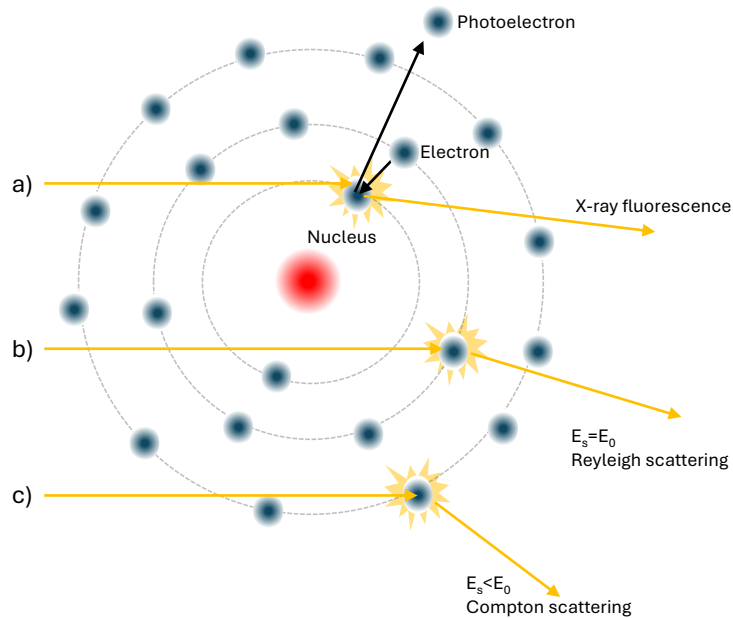 Photoelectron
Electron
a)
X-ray fluorescence
Nucleus
b)
Eₛ=E₀
Reyleigh scattering
c)
Eₛ<E₀
Compton scattering